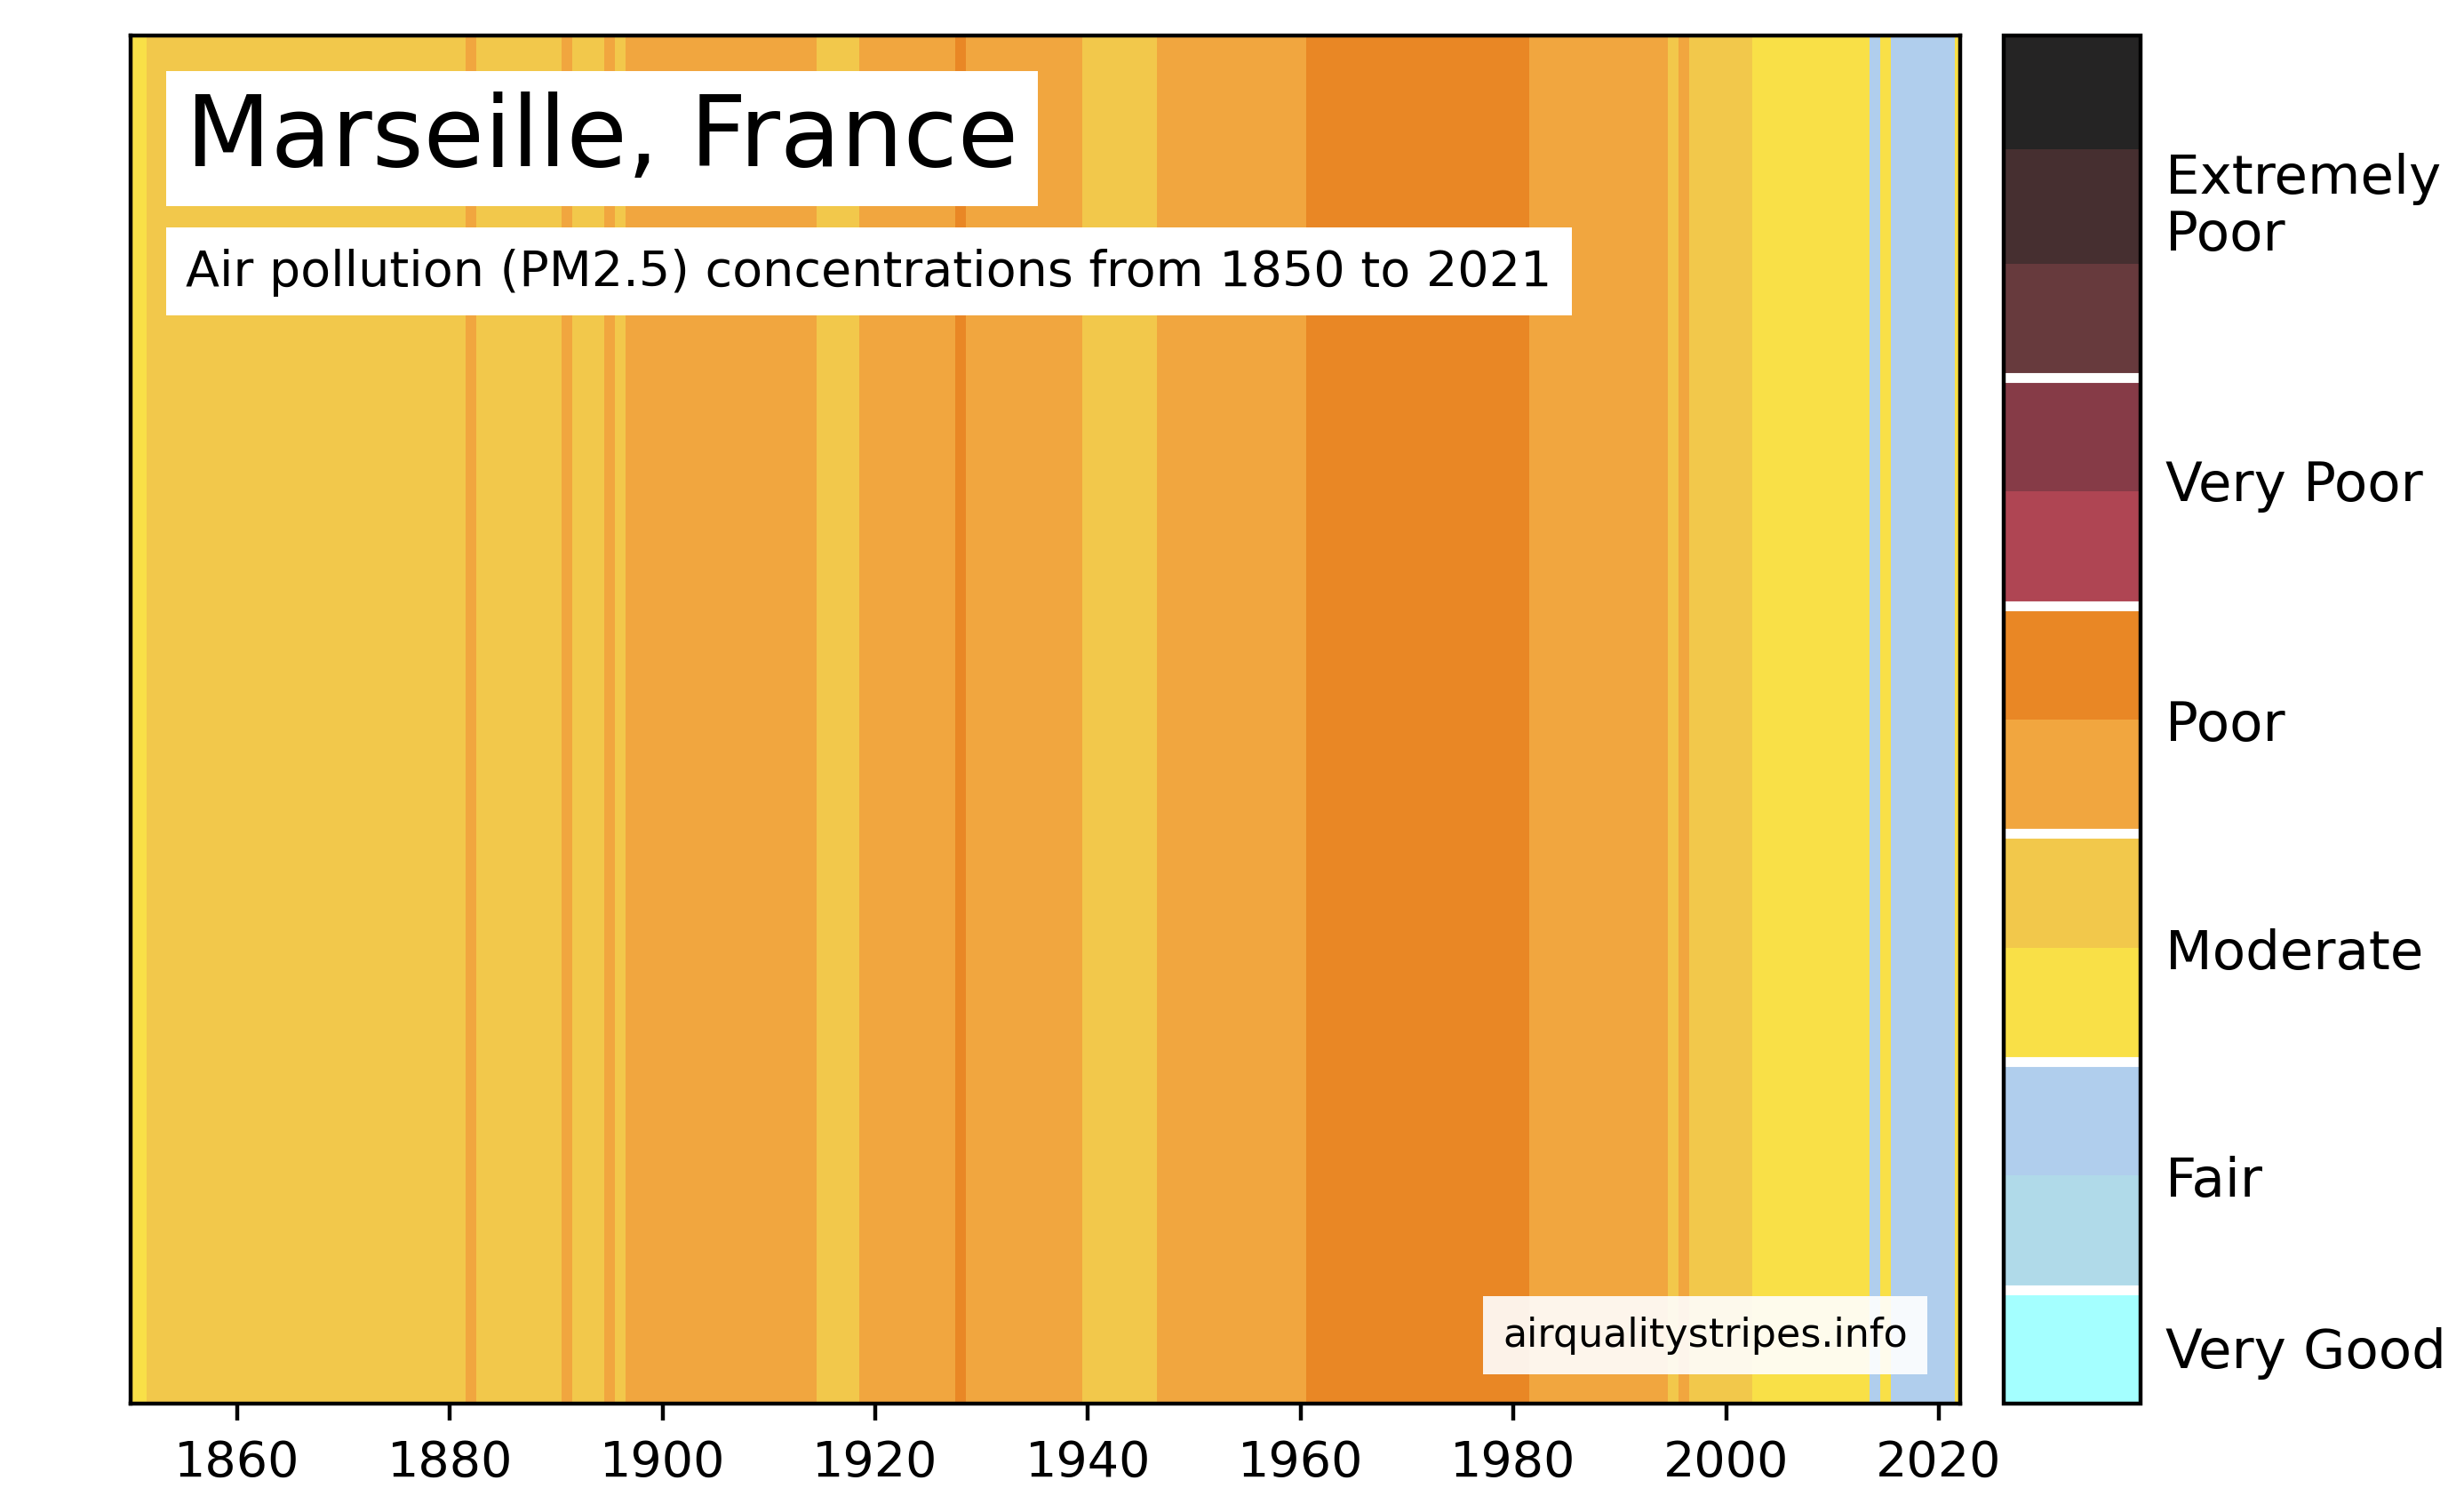 Marseille, France
Air pollution (PM2.5) concentrations from 1850 to 2021
airqualitystripes.info
1860 1880 1900 1920 1940 1960 1980 2000 2020
Extremely
Poor
Very Poor
Poor
Moderate
Fair
Very Good